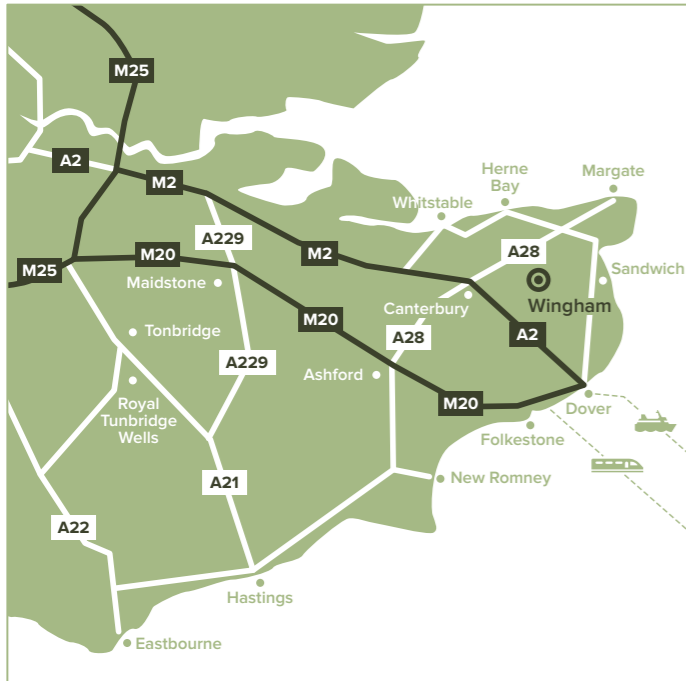 M25
A2
M2
Herne
Bay
Margate
Whitstable
A229
M2
A28
M20
M25
Maidstone
Sandwich
Canterbury
Wingham
M20
A28
A2
Tonbridge
A229
Ashford
Royal
Tunbridge
Wells
M20
Dover
Folkestone
A21
New Romney
A22
Hastings
Eastbourne